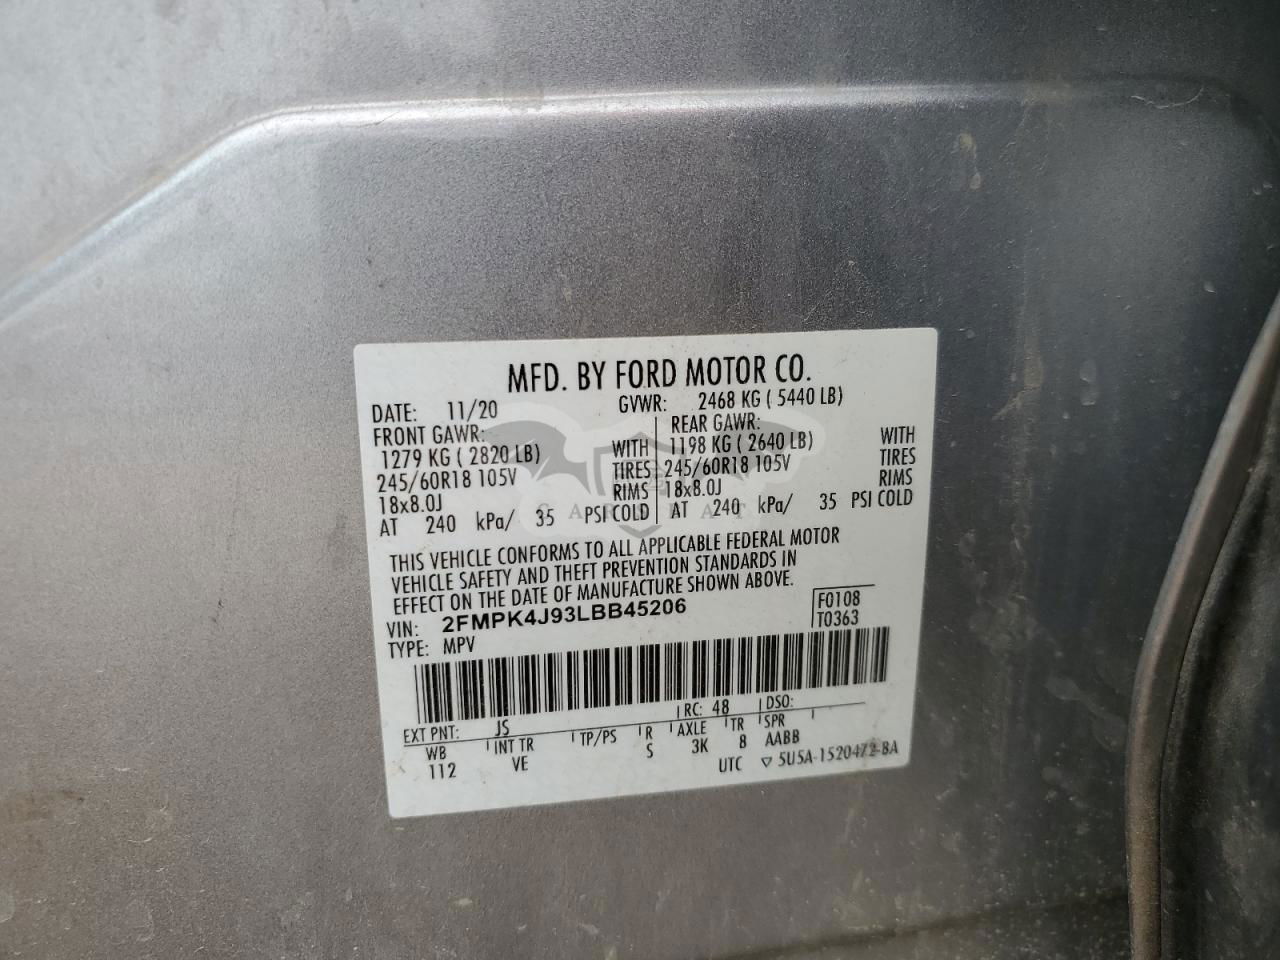 MFD. BY FORD MOTOR CO.
DATE: 11/20 GVWR: 2468 KG ( 5440 LB)
FRONT GAWR: REAR GAWR:
1279 KG ( 2820 LB) WITH 1198 KG ( 2640 LB) WITH
245/60R18 105V TIRES 245/60R18 105V TIRES
18x8.0J RIMS 18x8.0J RIMS
AT 240 kPa/ 35 PSI COLD AT 240 kPa/ 35 PSI COLD
THIS VEHICLE CONFORMS TO ALL APPLICABLE FEDERAL MOTOR
VEHICLE SAFETY AND THEFT PREVENTION STANDARDS IN
EFFECT ON THE DATE OF MANUFACTURE SHOWN ABOVE.
VIN: 2FMPK4J93LBB45206 F0108
TYPE: MPV T0363
EXT PNT: JS RC: 48 DSO:
WB INT TR TP/PS R AXLE TR SPR
112 VE S 3K 8 AABB
UTC ▽ 5U5A-1520472-BA